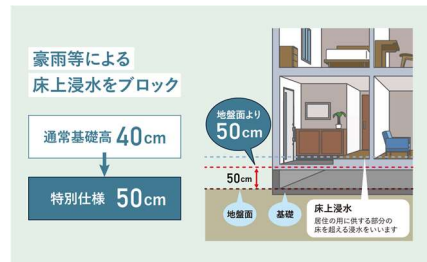 豪雨等による
床上浸水をブロック
通常基礎高 40cm
特別仕様 50cm
地盤面より
50cm
50cm
地盤面
基礎
床上浸水
居住の用に供する部分の
床を超える浸水をいいます